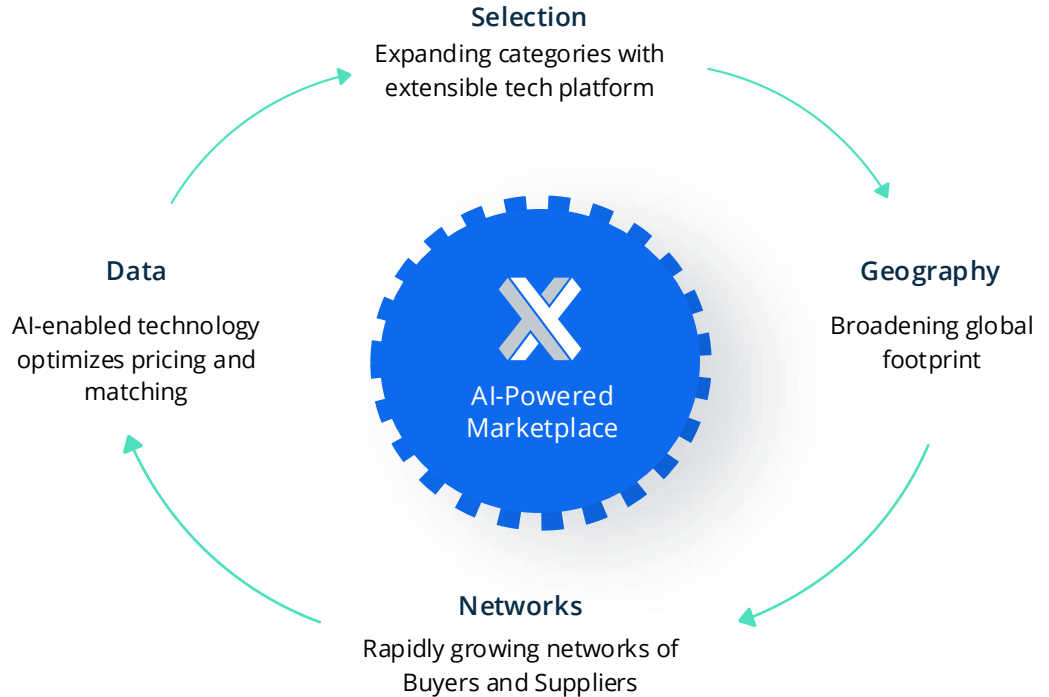 Selection
Expanding categories with
extensible tech platform
Data
AI-enabled technology
optimizes pricing and
matching
Geography
Broadening global
footprint
AI-Powered
Marketplace
Networks
Rapidly growing networks of
Buyers and Suppliers